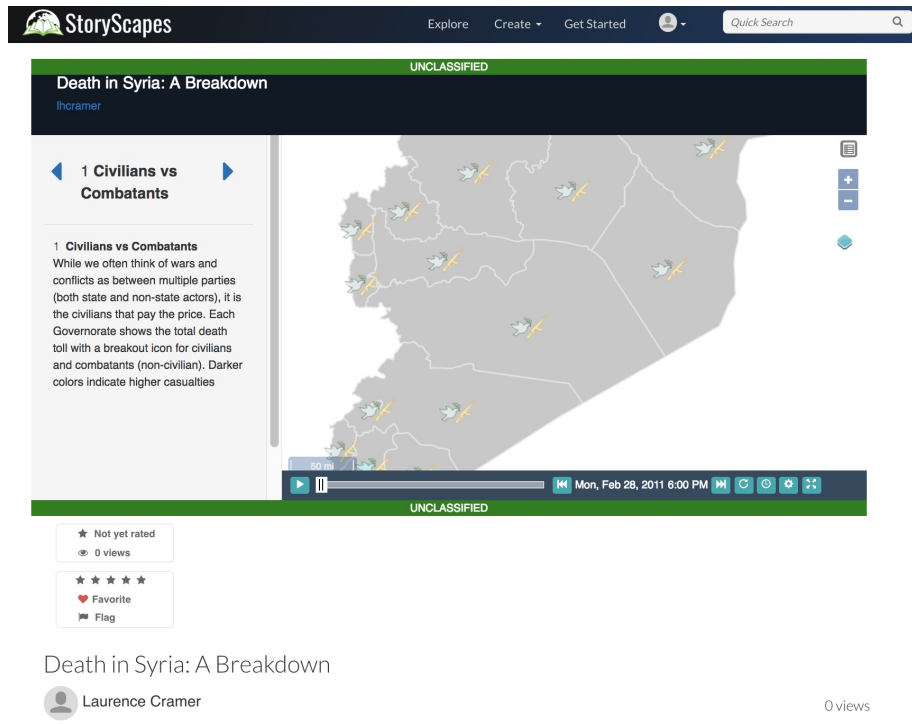 StoryScapes
Explore Create Get Started Quick Search
UNCLASSIFIED
Death in Syria: A Breakdown
lhcramer
1 Civilians vs
Combatants
1 Civilians vs Combatants
While we often think of wars and
conflicts as between multiple parties
(both state and non-state actors), it is
the civilians that pay the price. Each
Governorate shows the total death
toll with a breakout icon for civilians
and combatants (non-civilian). Darker
colors indicate higher casualties
50 mi
Mon, Feb 28, 2011 6:00 PM
UNCLASSIFIED
Not yet rated
0 views
Favorite
Flag
Death in Syria: A Breakdown
Laurence Cramer
0 views